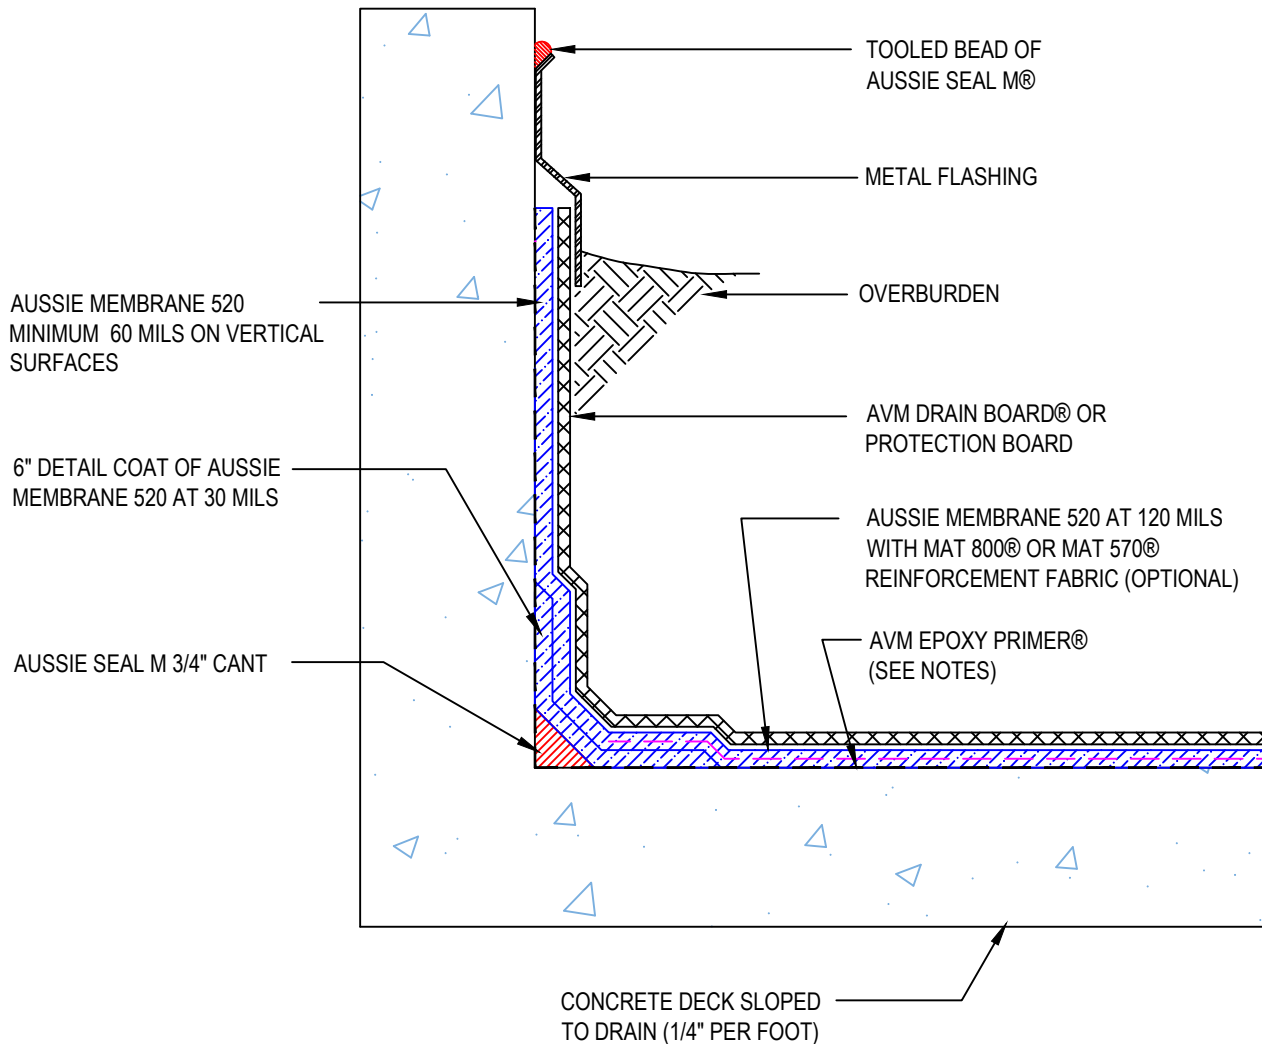 TOOLED BEAD OF
AUSSIE SEAL M®
METAL FLASHING
OVERBURDEN
AUSSIE MEMBRANE 520
MINIMUM 60 MILS ON VERTICAL
SURFACES
AVM DRAIN BOARD® OR
PROTECTION BOARD
6" DETAIL COAT OF AUSSIE
MEMBRANE 520 AT 30 MILS
AUSSIE MEMBRANE 520 AT 120 MILS
WITH MAT 800® OR MAT 570®
REINFORCEMENT FABRIC (OPTIONAL)
AVM EPOXY PRIMER®
(SEE NOTES)
AUSSIE SEAL M 3/4" CANT
CONCRETE DECK SLOPED
TO DRAIN (1/4" PER FOOT)